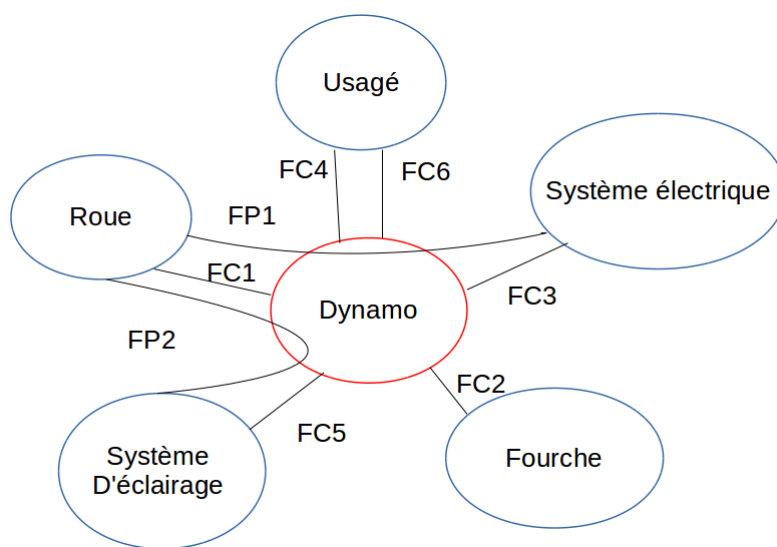 Usagé
FC4
FC6
Système électrique
Roue
FP1
FC1
FC3
Dynamo
FP2
FC2
FC5
Système
D'éclairage
Fourche